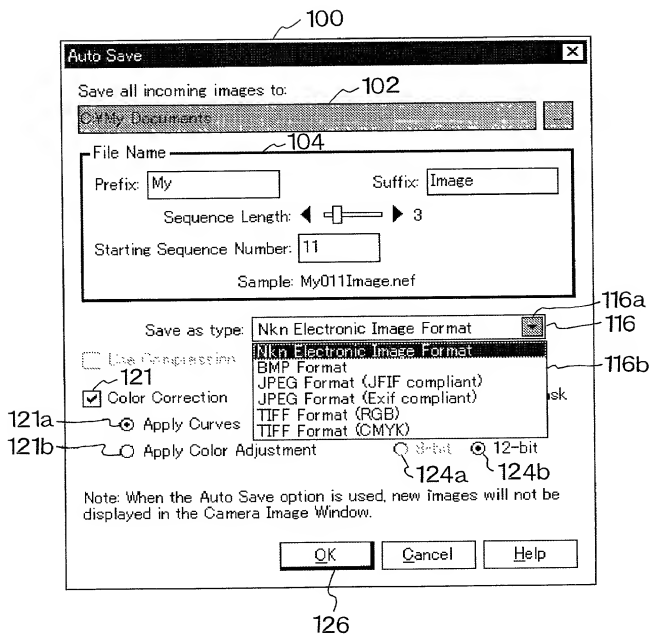 100
Auto Save
Save all incoming images to:
102
C:¥My Documents
...
File Name
104
Prefix: My
Suffix: Image
Sequence Length: 3
Starting Sequence Number: 11
Sample: My011Image.nef
116a
Save as type: Nkn Electronic Image Format
116
Use Compression
Nkn Electronic Image Format
BMP Format
116b
121
JPEG Format (JFIF compliant)
Color Correction
JPEG Format (Exif compliant)
ask
TIFF Format (RGB)
121a
Apply Curves
TIFF Format (CMYK)
121b
Apply Color Adjustment
8-bit
12-bit
124a
124b
Note: When the Auto Save option is used, new images will not be
displayed in the Camera Image Window.
OK
Cancel
Help
126